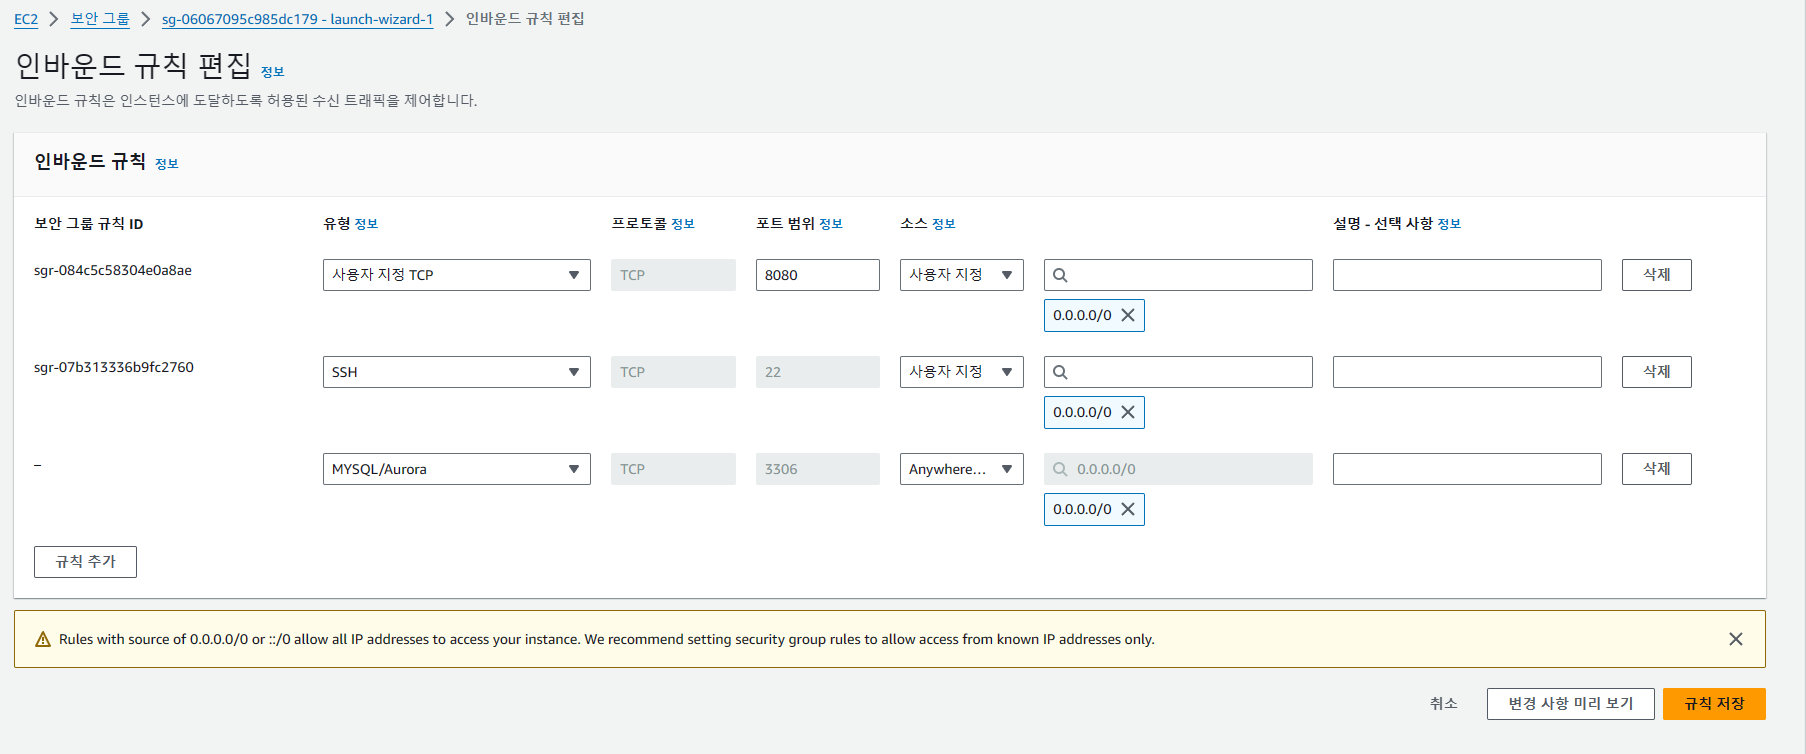 EC2 > 보안 그룹 > sg-06067095c985dc179 - launch-wizard-1 > 인바운드 규칙 편집
인바운드 규칙 편집 정보
인바운드 규칙은 인스턴스에 도달하도록 허용된 수신 트래픽을 제어합니다.
인바운드 규칙 정보
보안 그룹 규칙 ID 유형 정보 프로토콜 정보 포트 범위 정보 소스 정보 설명 - 선택 사항 정보
sgr-084c5c58304e0a8ae 사용자 지정 TCP TCP 8080 사용자 지정 삭제
0.0.0.0/0
sgr-07b313336b9fc2760 SSH TCP 22 사용자 지정 삭제
0.0.0.0/0
– MYSQL/Aurora TCP 3306 Anywhere... 0.0.0.0/0 삭제
0.0.0.0/0
규칙 추가
Rules with source of 0.0.0.0/0 or ::/0 allow all IP addresses to access your instance. We recommend setting security group rules to allow access from known IP addresses only.
취소 변경 사항 미리 보기 규칙 저장